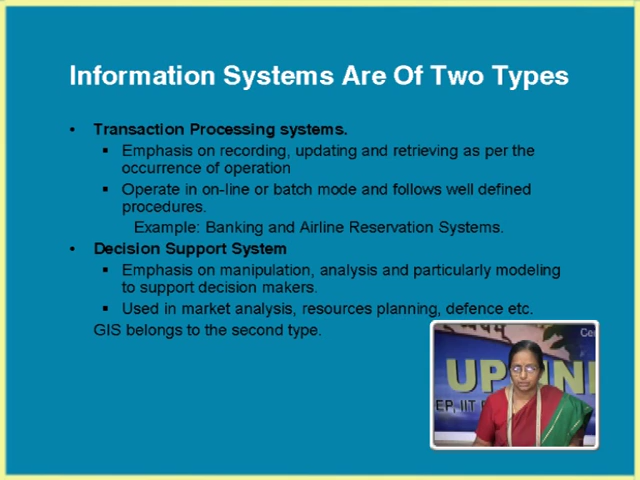 Information Systems Are Of Two Types
• Transaction Processing systems.
▪ Emphasis on recording, updating and retrieving as per the
occurrence of operation
▪ Operate in on-line or batch mode and follows well defined
procedures.
Example: Banking and Airline Reservation Systems.
• Decision Support System
▪ Emphasis on manipulation, analysis and particularly modeling
to support decision makers.
▪ Used in market analysis, resources planning, defence etc.
GIS belongs to the second type.
EP, IIT